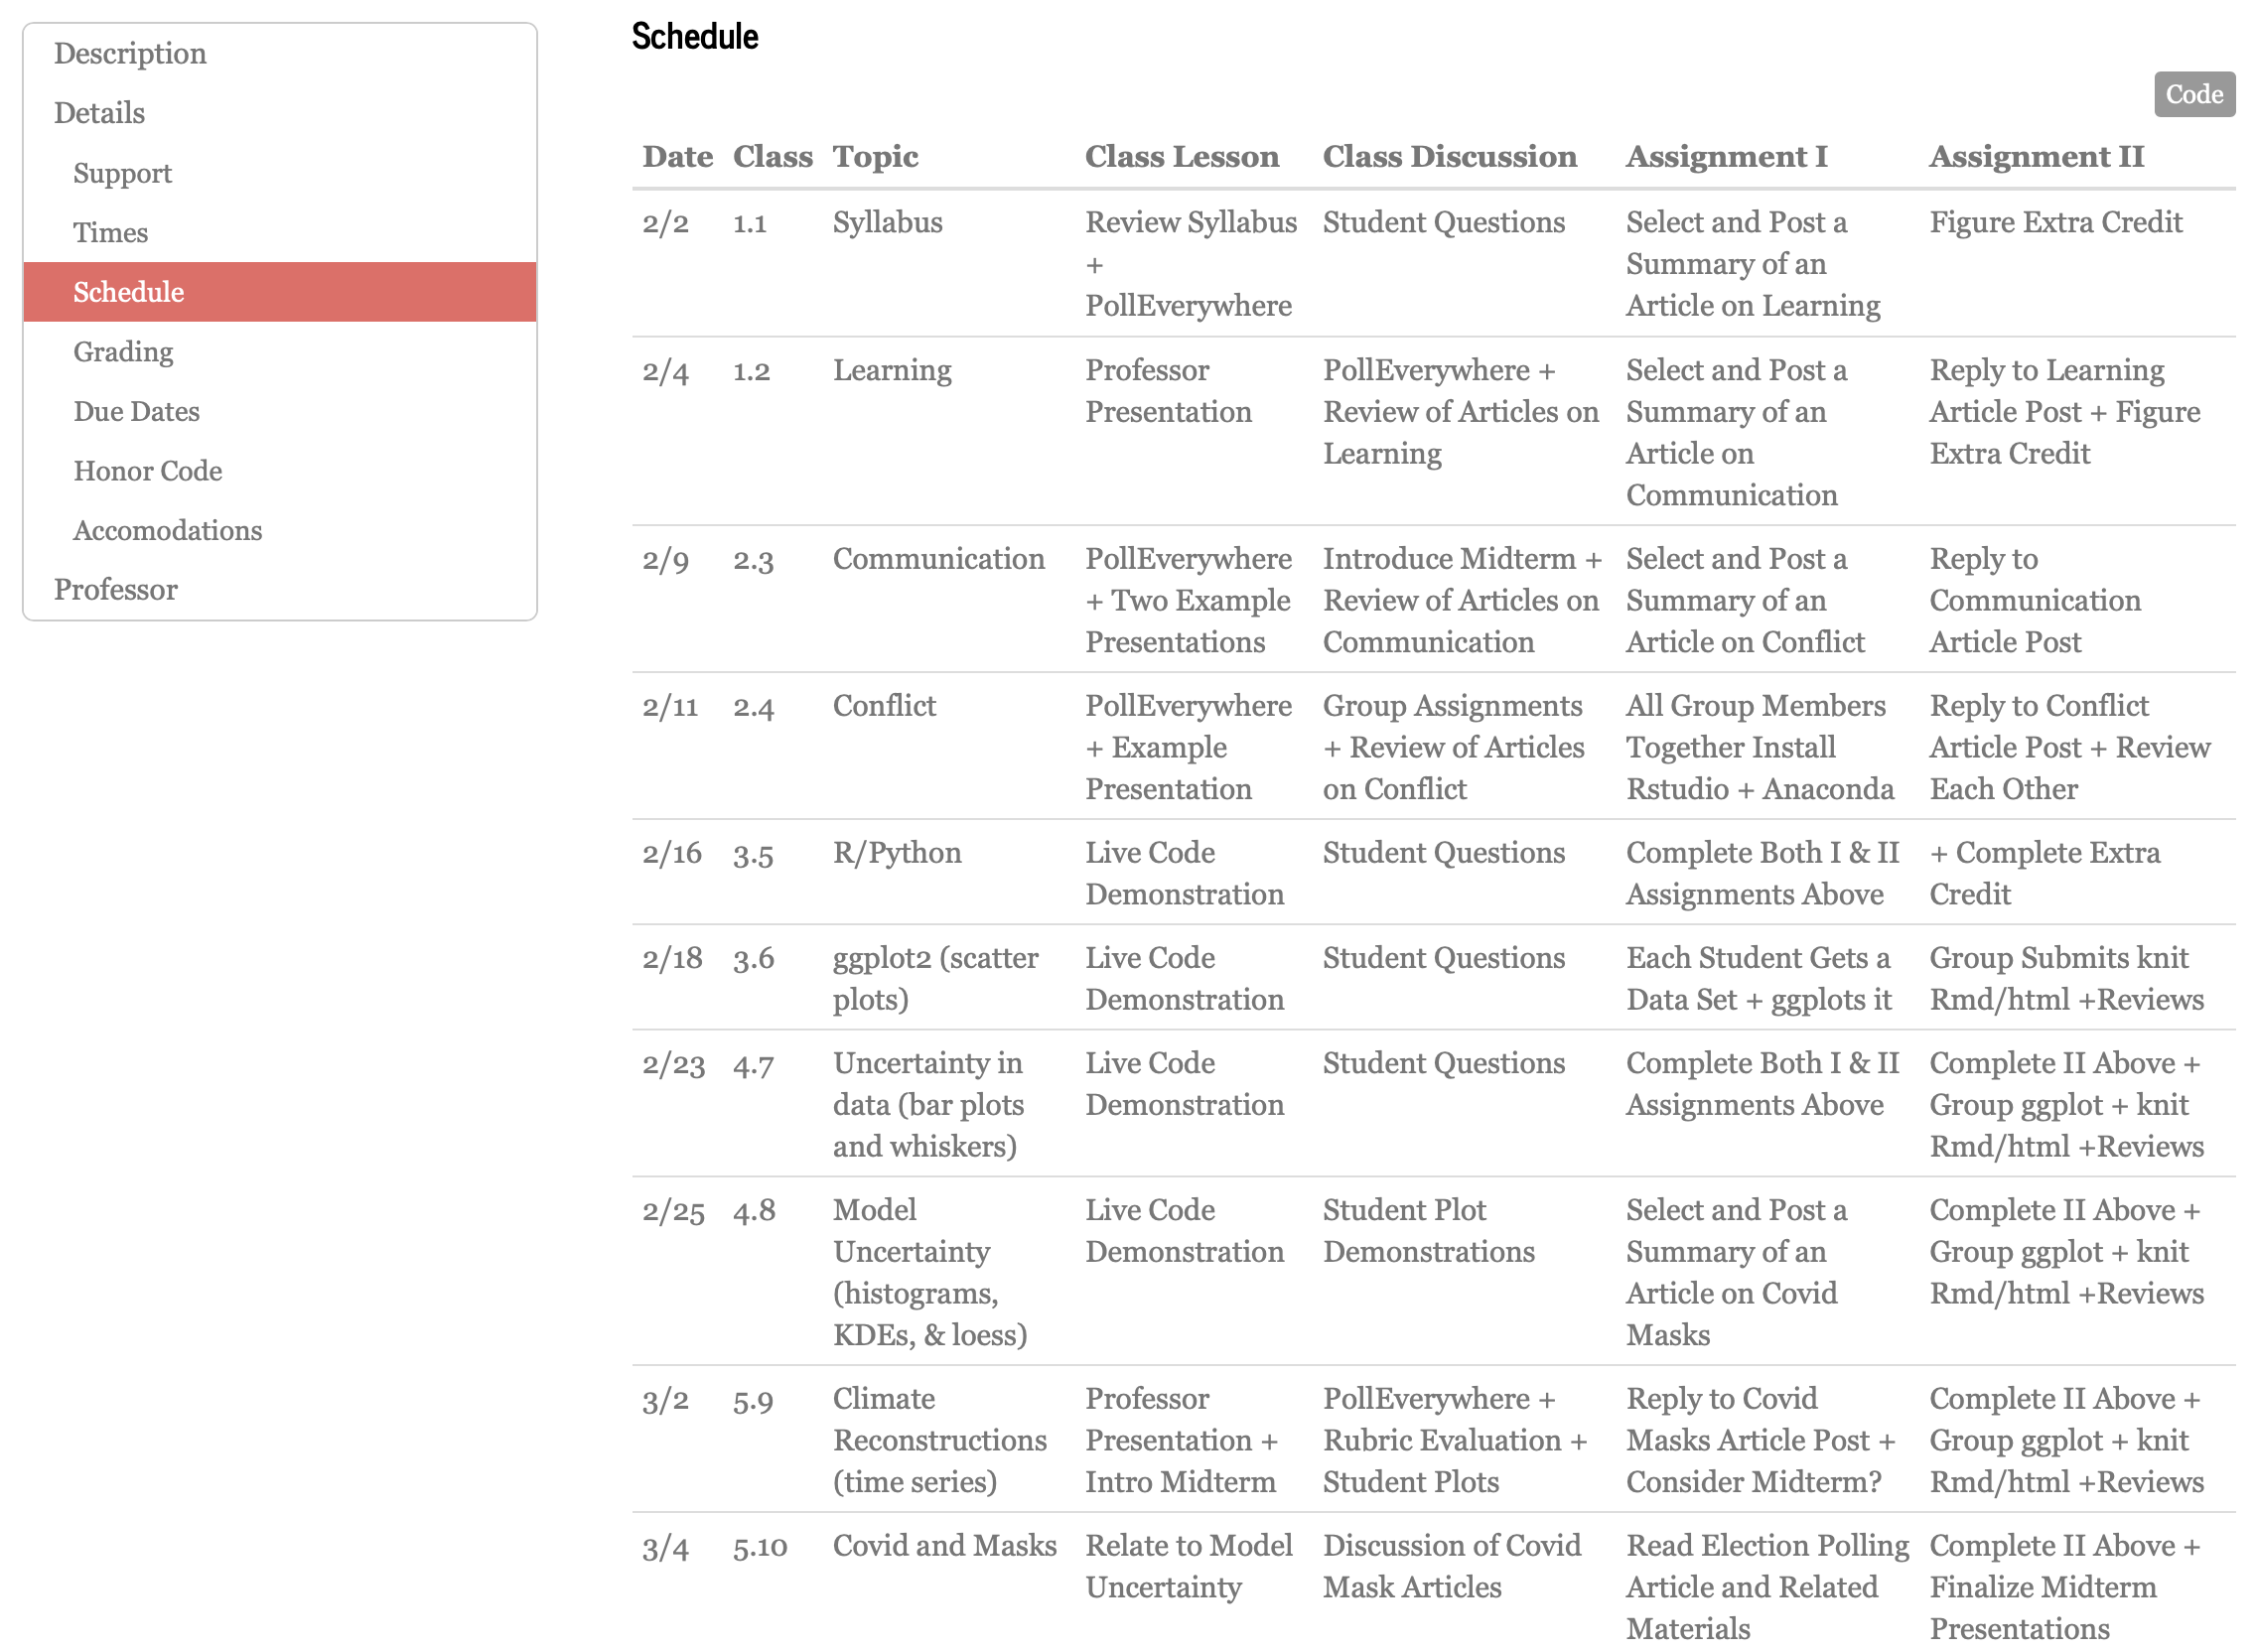 Description
Details
Support
Times
Schedule
Grading
Due Dates
Honor Code
Accomodations
Professor
Schedule
Code
Date Class Topic Class Lesson Class Discussion Assignment I Assignment II
2/2 1.1 Syllabus Review Syllabus Student Questions Select and Post a Figure Extra Credit
+ Summary of an
PollEverywhere Article on Learning
2/4 1.2 Learning Professor PollEverywhere + Select and Post a Reply to Learning
Presentation Review of Articles on Summary of an Article Post + Figure
Learning Article on Extra Credit
Communication
2/9 2.3 Communication PollEverywhere Introduce Midterm + Select and Post a Reply to
+ Two Example Review of Articles on Summary of an Communication
Presentations Communication Article on Conflict Article Post
2/11 2.4 Conflict PollEverywhere Group Assignments All Group Members Reply to Conflict
+ Example + Review of Articles Together Install Article Post + Review
Presentation on Conflict Rstudio + Anaconda Each Other
2/16 3.5 R/Python Live Code Student Questions Complete Both I & II + Complete Extra
Demonstration Assignments Above Credit
2/18 3.6 ggplot2 (scatter Live Code Student Questions Each Student Gets a Group Submits knit
plots) Demonstration Data Set + ggplots it Rmd/html +Reviews
2/23 4.7 Uncertainty in Live Code Student Questions Complete Both I & II Complete II Above +
data (bar plots Demonstration Assignments Above Group ggplot + knit
and whiskers) Rmd/html +Reviews
2/25 4.8 Model Live Code Student Plot Select and Post a Complete II Above +
Uncertainty Demonstration Demonstrations Summary of an Group ggplot + knit
(histograms, Article on Covid Rmd/html +Reviews
KDEs, & loess) Masks
3/2 5.9 Climate Professor PollEverywhere + Reply to Covid Complete II Above +
Reconstructions Presentation + Rubric Evaluation + Masks Article Post + Group ggplot + knit
(time series) Intro Midterm Student Plots Consider Midterm? Rmd/html +Reviews
3/4 5.10 Covid and Masks Relate to Model Discussion of Covid Read Election Polling Complete II Above +
Uncertainty Mask Articles Article and Related Finalize Midterm
Materials Presentations